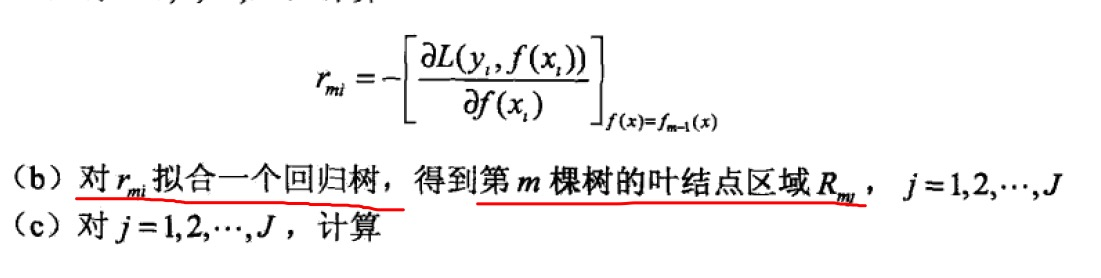 r_{mi} = -\left[\frac{\partial L(y_i, f(x_i))}{\partial f(x_i)}\right]_{f(x)=f_{m-1}(x)}
（b）对 r_{mi} 拟合一个回归树，得到第 m 棵树的叶结点区域 R_{mj}， j=1,2,⋯,J
（c）对 j=1,2,⋯,J，计算